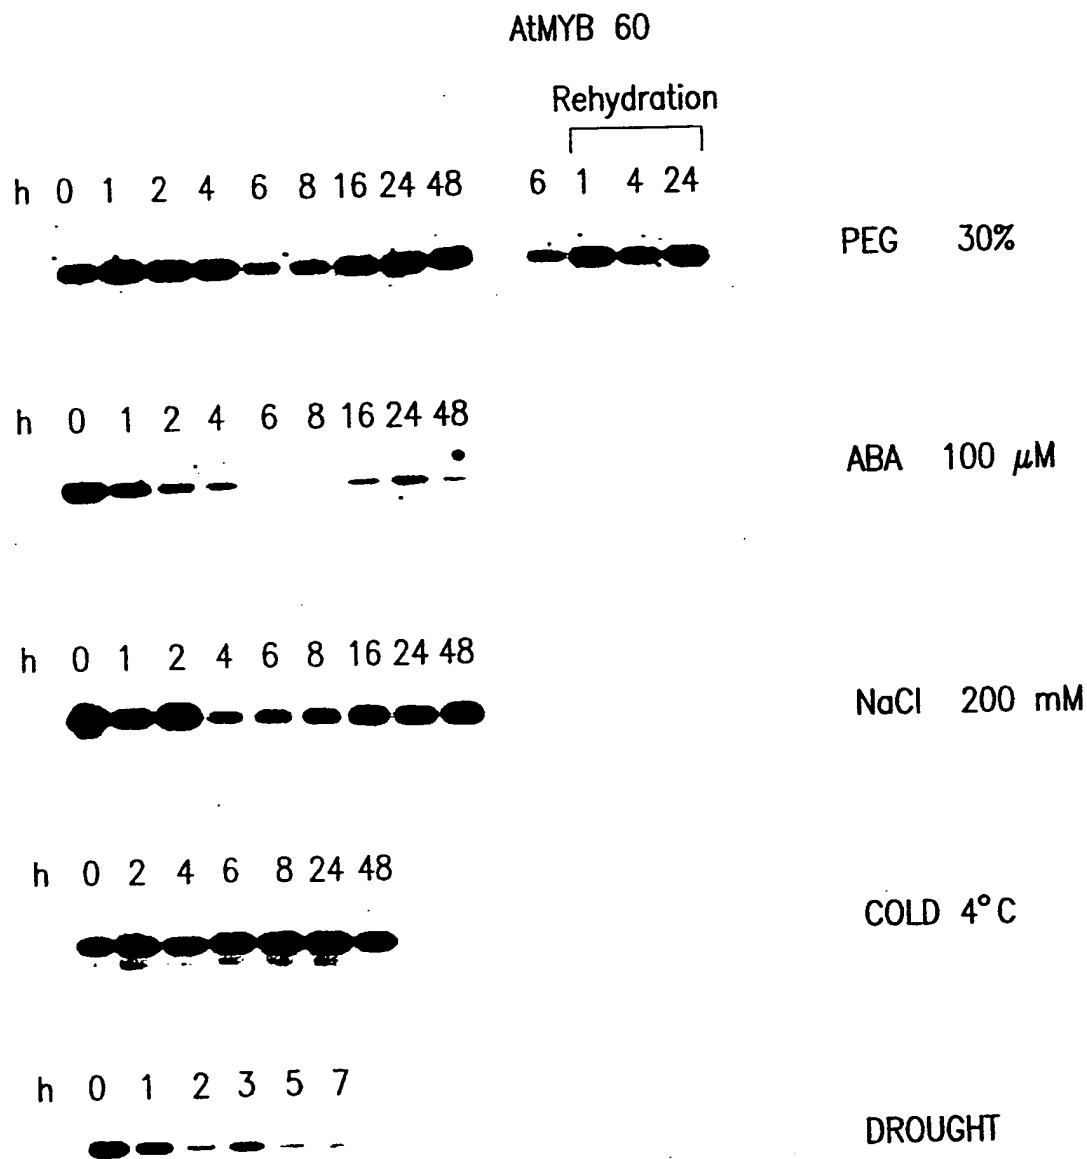 AtMYB 60
Rehydration
h 0 1 2 4 6 8 16 24 48 6 1 4 24
PEG 30%
h 0 1 2 4 6 8 16 24 48
ABA 100 μM
h 0 1 2 4 6 8 16 24 48
NaCl 200 mM
h 0 2 4 6 8 24 48
COLD 4°C
h 0 1 2 3 5 7
DROUGHT